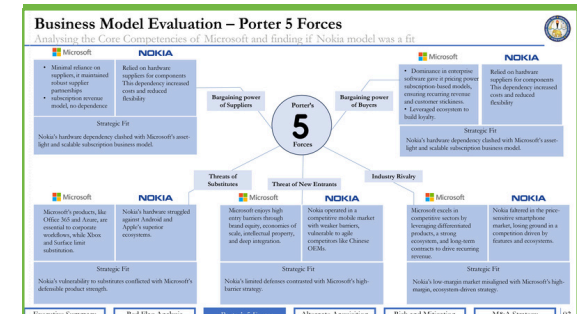 Business Model Evaluation – Porter 5 Forces
Analysing the Core Competencies of Microsoft and finding if Nokia model was a fit
Microsoft
NOKIA
• Minimal reliance on
suppliers, it maintained
robust supplier
partnerships
• subscription revenue
model, no dependence
Relied on hardware
suppliers for components
This dependency increased
costs and reduced
flexibility
Strategic Fit
Nokia's hardware dependency clashed with Microsoft's asset-
light and scalable subscription business model.
Bargaining power
of Suppliers
Porter's
5
Forces
Bargaining power
of Buyers
Microsoft
NOKIA
• Dominance in enterprise
software gave it pricing power
subscription based models,
ensuring recurring revenue
and customer stickiness.
• Leveraged ecosystem to
build loyalty.
Relied on hardware
suppliers for components
This dependency increased
costs and reduced
flexibility
Strategic Fit
Nokia's hardware dependency clashed with Microsoft's asset-
light and scalable subscription business model.
Threats of
Substitutes
Threat of New Entrants
Industry Rivalry
Microsoft
NOKIA
Microsoft's products, like
Office 365 and Azure, are
essential to corporate
workflows, while Xbox
and Surface limit
substitution.
Nokia's hardware struggled
against Android and
Apple's superior
ecosystems.
Strategic Fit
Nokia's vulnerability to substitutes conflicted with Microsoft's
defensible product strength.
Microsoft
NOKIA
Microsoft enjoys high
entry barriers through
brand equity, economies of
scale, intellectual property,
and deep integration.
Nokia operated in a
competitive mobile market
with weaker barriers,
vulnerable to agile
competitors like Chinese
OEMs.
Strategic Fit
Nokia's limited defenses contrasted with Microsoft's high-
barrier strategy.
Microsoft
NOKIA
Microsoft excels in
competitive sectors by
leveraging differentiated
products, a strong
ecosystem, and long-term
contracts to drive recurring
revenue.
Nokia faltered in the price-
sensitive smartphone
market, losing ground as a
competition driven by
features and ecosystems.
Strategic Fit
Nokia's low-margin market misaligned with Microsoft's high-
margin, ecosystem-driven strategy.